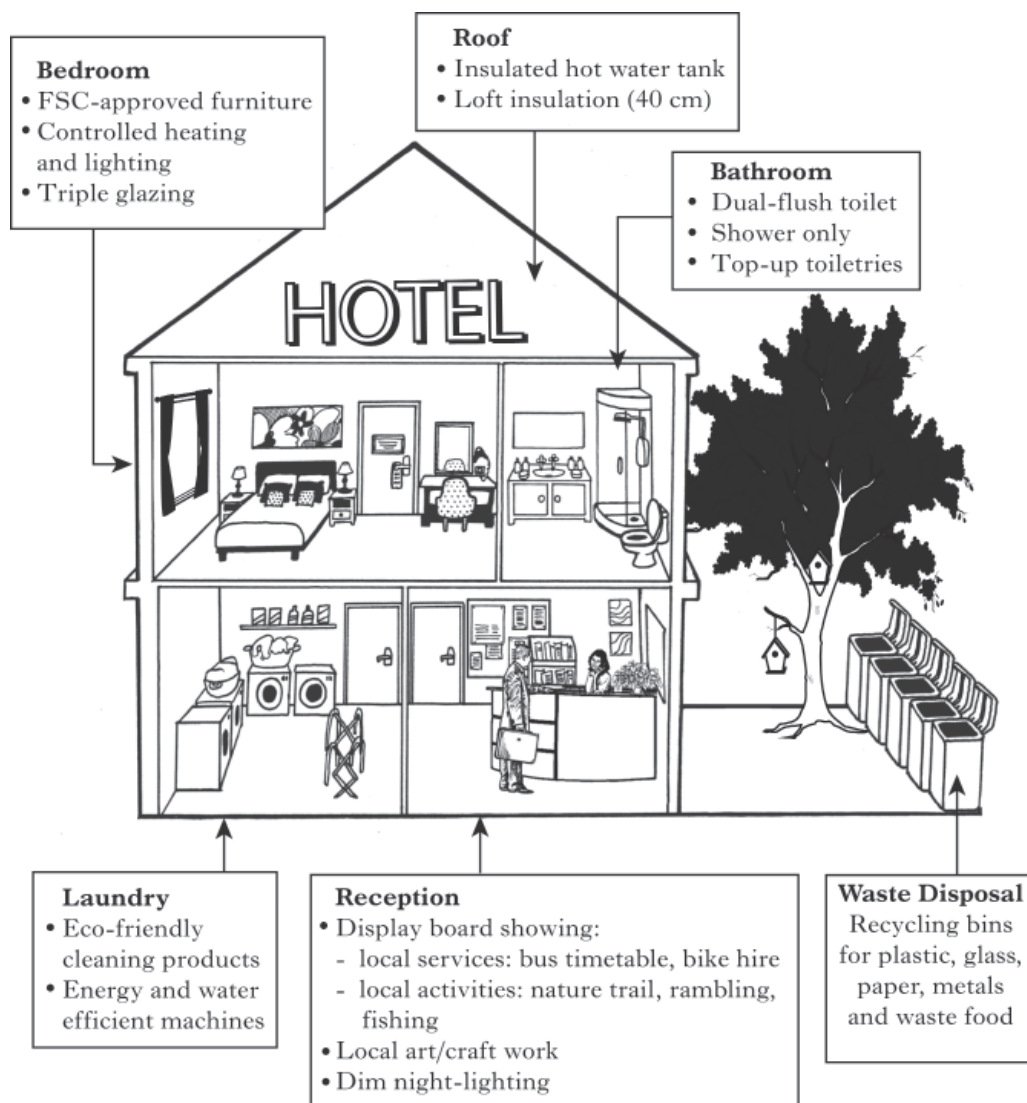 Roof
• Insulated hot water tank
• Loft insulation (40 cm)
Bedroom
• FSC-approved furniture
• Controlled heating
and lighting
• Triple glazing
Bathroom
• Dual-flush toilet
• Shower only
• Top-up toiletries
HOTEL
Laundry
• Eco-friendly
cleaning products
• Energy and water
efficient machines
Reception
• Display board showing:
- local services: bus timetable, bike hire
- local activities: nature trail, rambling,
fishing
• Local art/craft work
• Dim night-lighting
Waste Disposal
Recycling bins
for plastic, glass,
paper, metals
and waste food